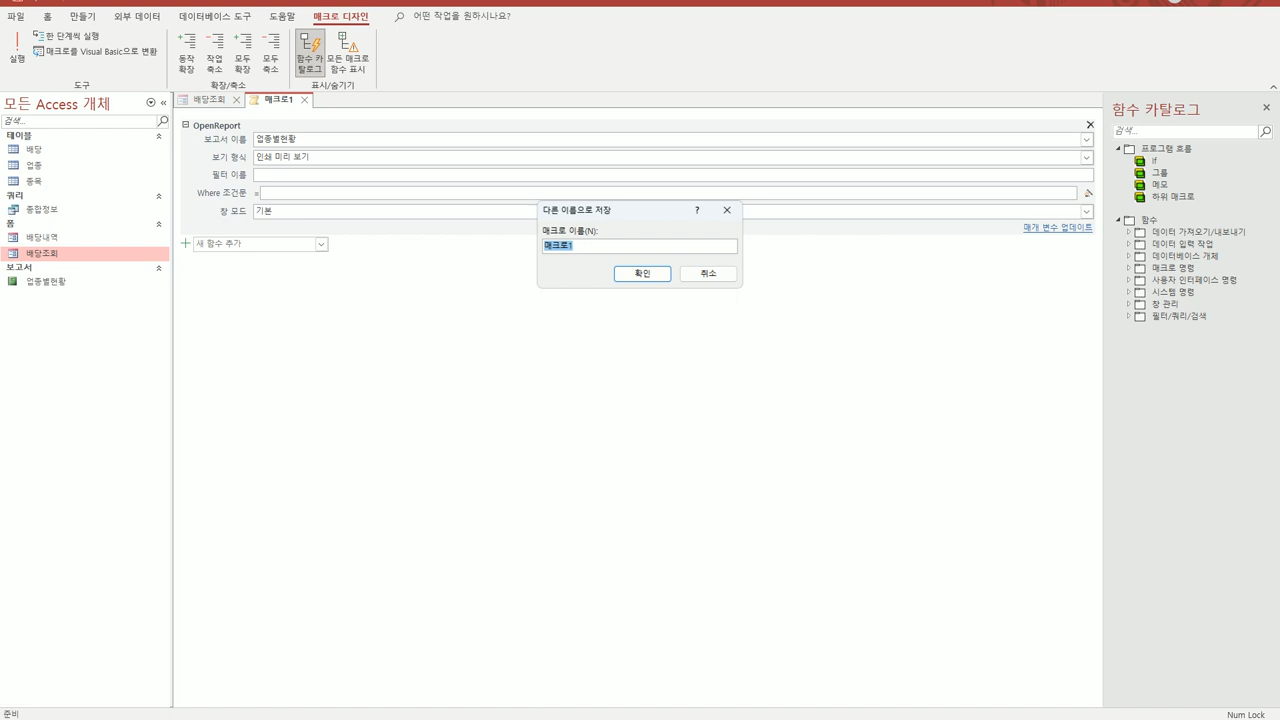 파일 홈 만들기 외부 데이터 데이터베이스 도구 도움말 매크로 디자인 어떤 작업을 원하시나요?
실행
한 단계씩 실행
매크로를 Visual Basic으로 변환
도구
동작 확장
작업 축소
모두 확장
모두 축소
확장/축소
함수 카탈로그
모든 매크로 함수 표시
표시/숨기기
모든 Access 개체
검색...
테이블
배당
업종
종목
쿼리
종합정보
폼
배당내역
배당조회
보고서
업종별현황
배당조회 매크로1
OpenReport
보고서 이름 업종별현황
보기 형식 인쇄 미리 보기
필터 이름
Where 조건문 =
창 모드 기본
매개 변수 업데이트
새 함수 추가
다른 이름으로 저장 ?
매크로 이름(N):
매크로1
확인 취소
함수 카탈로그
검색...
프로그램 흐름
If
그룹
메모
하위 매크로
함수
데이터 가져오기/내보내기
데이터 입력 작업
데이터베이스 개체
매크로 명령
사용자 인터페이스 명령
시스템 명령
창 관리
필터/쿼리/검색
준비 Num Lock